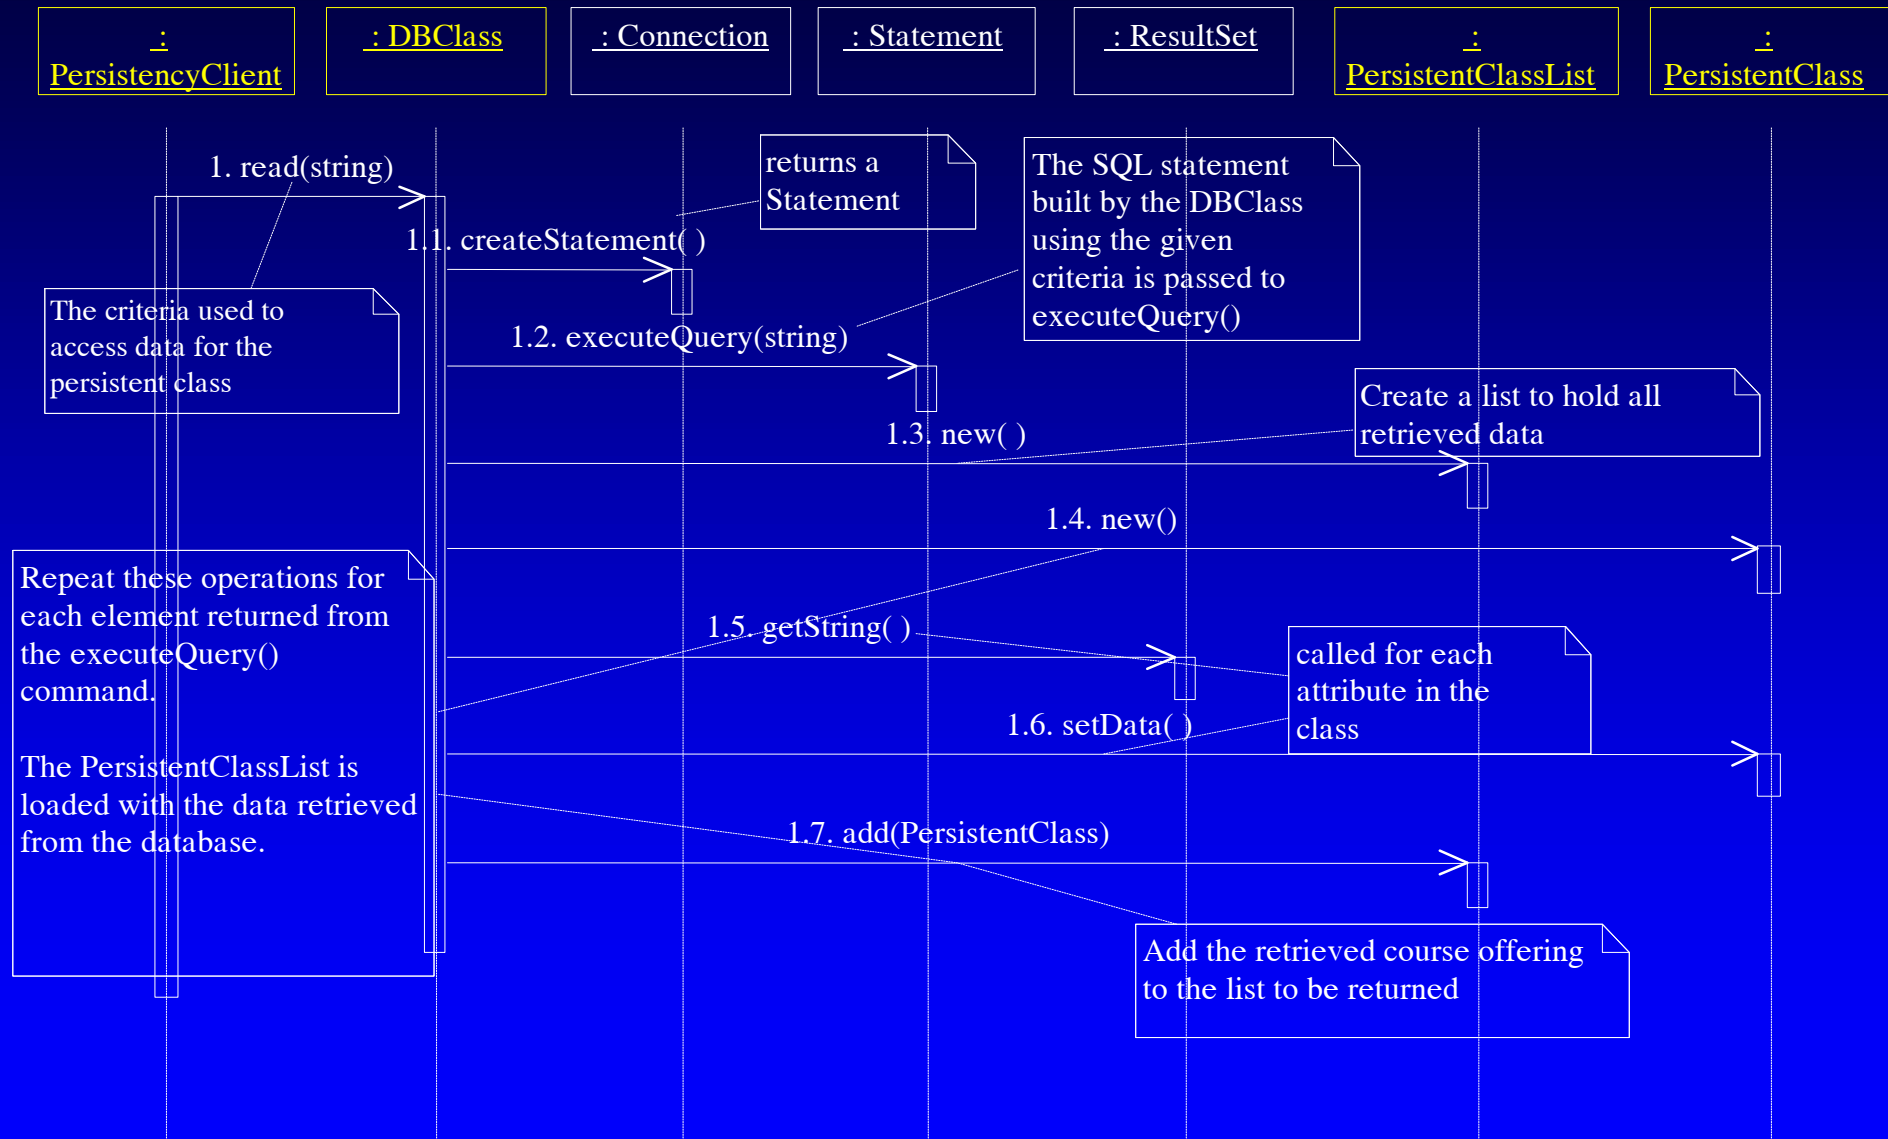 :
PersistencyClient
: DBClass
: Connection
: Statement
: ResultSet
:
PersistentClassList
:
PersistentClass
1. read(string)
returns a
Statement
The SQL statement
built by the DBClass
using the given
criteria is passed to
executeQuery()
1.1. createStatement( )
The criteria used to
access data for the
persistent class
1.2. executeQuery(string)
Create a list to hold all
retrieved data
1.3. new( )
1.4. new()
Repeat these operations for
each element returned from
the executeQuery()
command.
The PersistentClassList is
loaded with the data retrieved
from the database.
1.5. getString( )
called for each
attribute in the
class
1.6. setData( )
1.7. add(PersistentClass)
Add the retrieved course offering
to the list to be returned